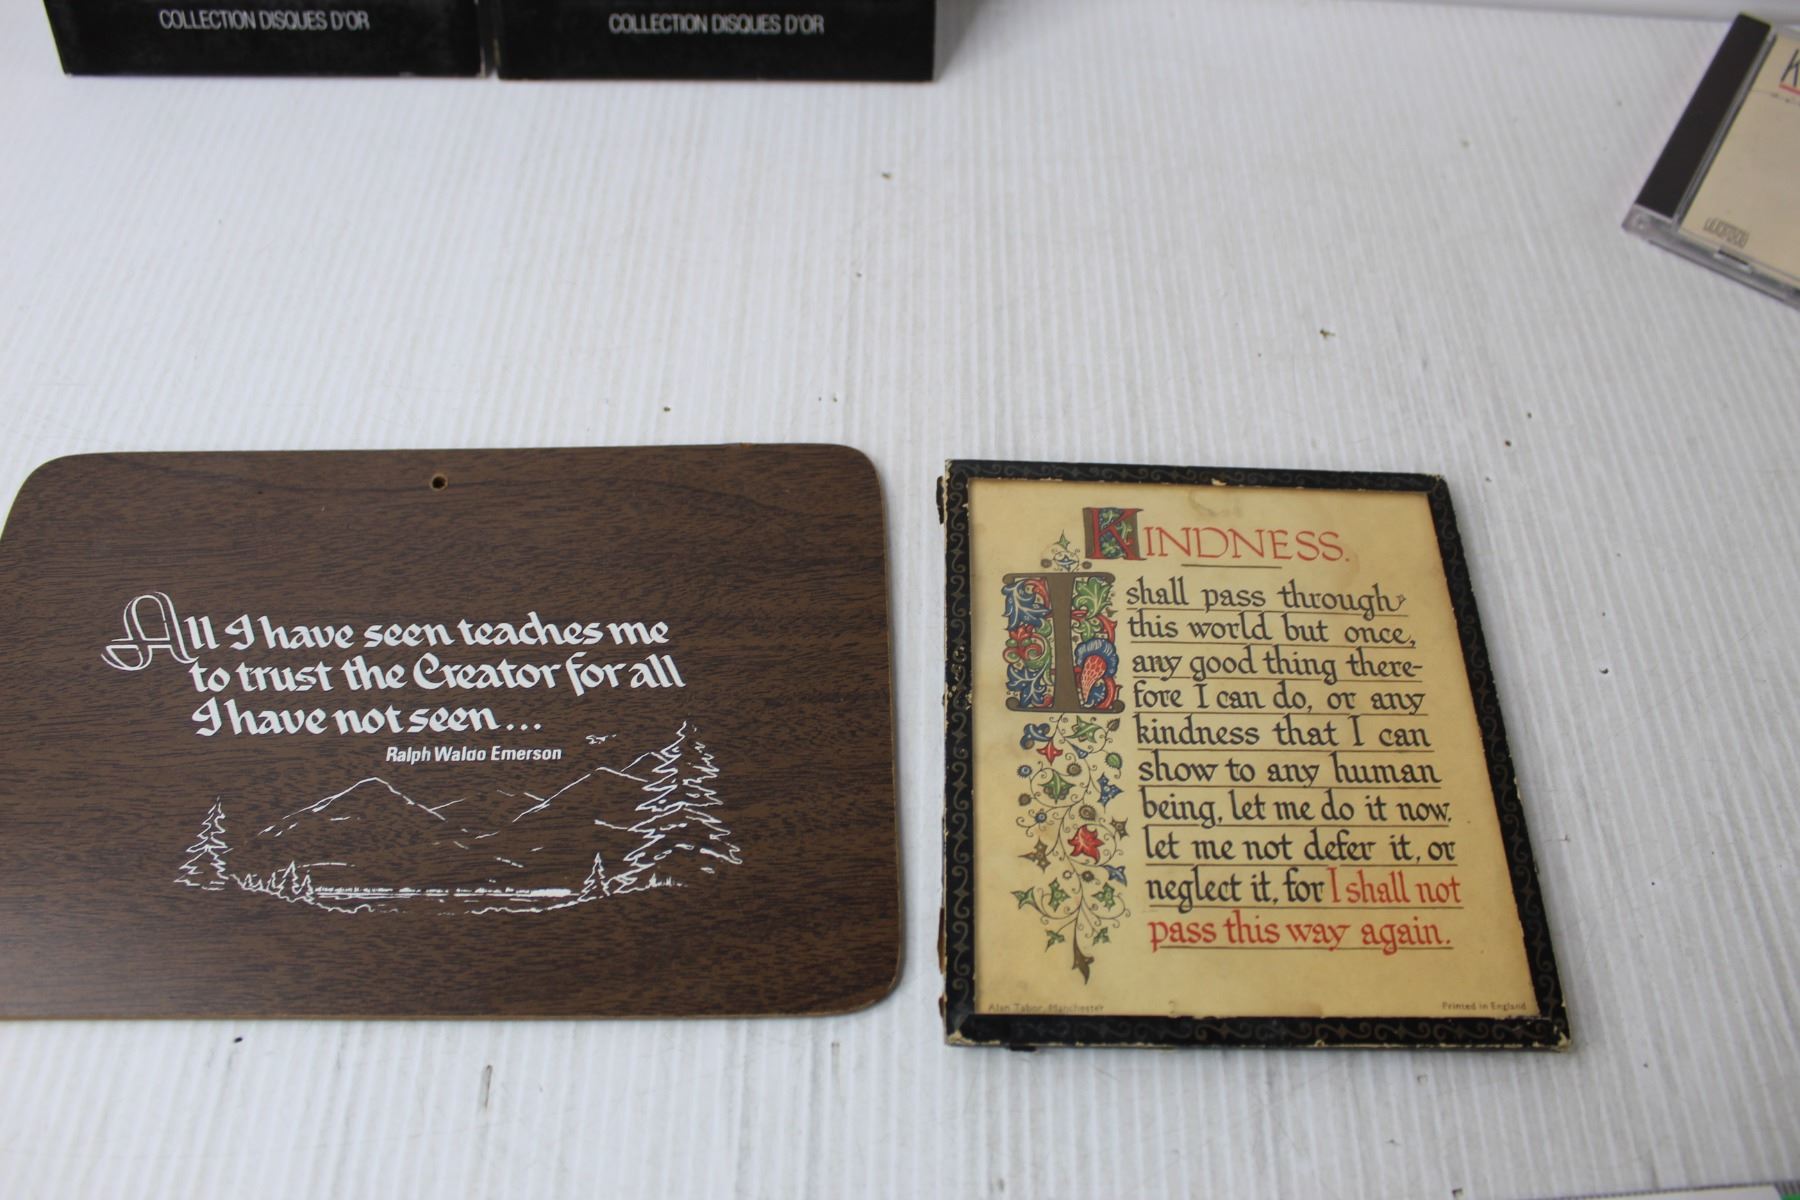 COLLECTION DISQUES D'OR
COLLECTION DISQUES D'OR
All I have seen teaches me
to trust the Creator for all
I have not seen...
Ralph Waldo Emerson
KINDNESS.
I shall pass through
this world but once,
any good thing there-
fore I can do, or any
kindness that I can
show to any human
being, let me do it now.
let me not defer it, or
neglect it, for I shall not
pass this way again.
Alan Tabor, Manchester
Printed in England